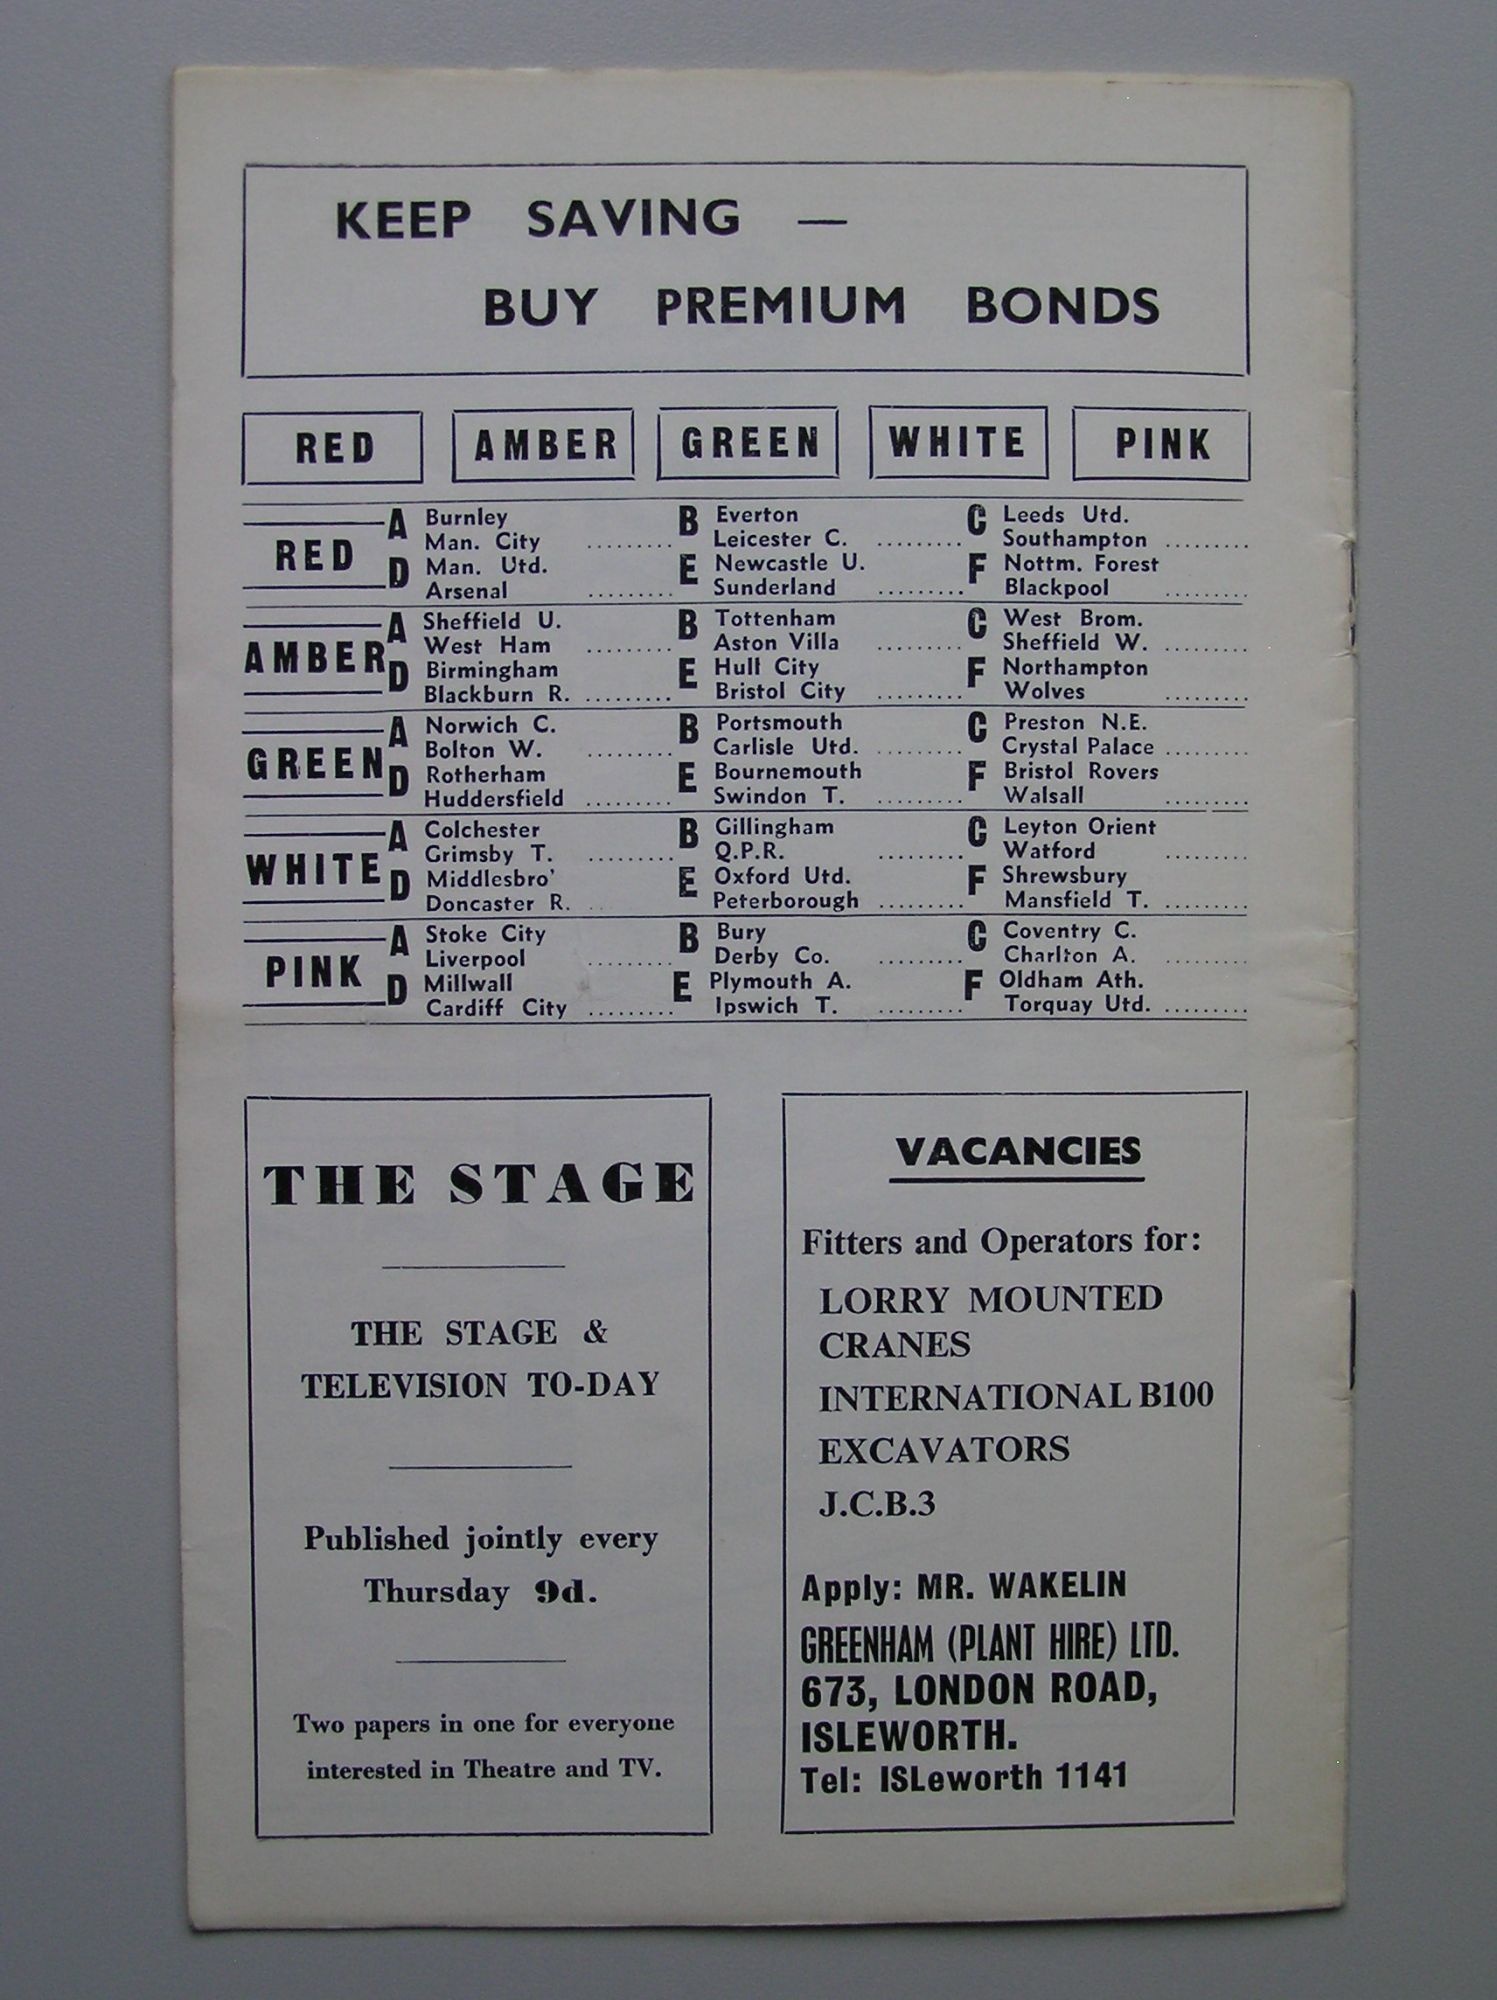 KEEP SAVING —
BUY PREMIUM BONDS
RED AMBER GREEN WHITE PINK
RED
A Burnley
Man. City .........
B Everton
Leicester C. .........
C Leeds Utd.
Southampton .........
D Man. Utd.
Arsenal .........
E Newcastle U.
Sunderland .........
F Nottm. Forest
Blackpool .........
AMBER
A Sheffield U.
West Ham .........
B Tottenham
Aston Villa .........
C West Brom.
Sheffield W. .........
D Birmingham
Blackburn R. .........
E Hull City
Bristol City .........
F Northampton
Wolves .........
GREEN
A Norwich C.
Bolton W. .........
B Portsmouth
Carlisle Utd. .........
C Preston N.E.
Crystal Palace .........
D Rotherham
Huddersfield .........
E Bournemouth
Swindon T. .........
F Bristol Rovers
Walsall .........
WHITE
A Colchester
Grimsby T. .........
B Gillingham
Q.P.R. .........
C Leyton Orient
Watford .........
D Middlesbro'
Doncaster R. ..
E Oxford Utd.
Peterborough .........
F Shrewsbury
Mansfield T. .........
PINK
A Stoke City
Liverpool .........
B Bury
Derby Co. .........
C Coventry C.
Charlton A. .........
D Millwall
Cardiff City .........
E Plymouth A.
Ipswich T. .........
F Oldham Ath.
Torquay Utd. .........
THE STAGE
THE STAGE &
TELEVISION TO-DAY
Published jointly every
Thursday 9d.
Two papers in one for everyone
interested in Theatre and TV.
VACANCIES
Fitters and Operators for:
LORRY MOUNTED
CRANES
INTERNATIONAL B100
EXCAVATORS
J.C.B.3
Apply: MR. WAKELIN
GREENHAM (PLANT HIRE) LTD.
673, LONDON ROAD,
ISLEWORTH.
Tel: ISLeworth 1141